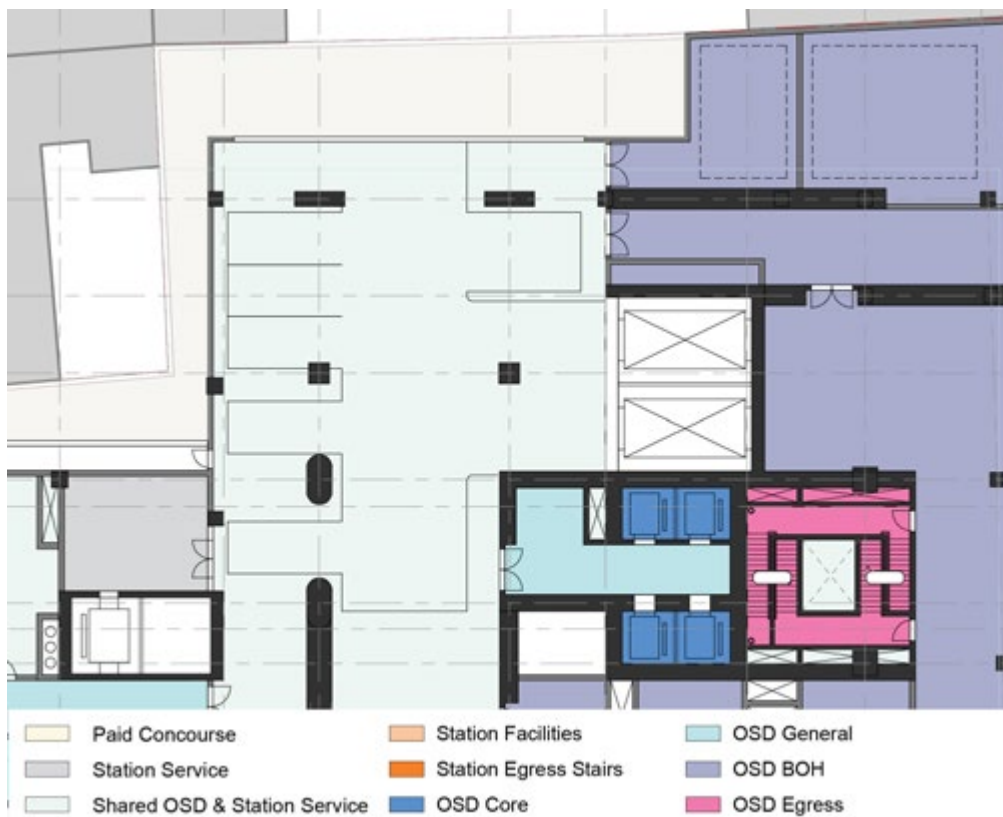 Paid Concourse
Station Facilities
OSD General
Station Service
Station Egress Stairs
OSD BOH
Shared OSD & Station Service
OSD Core
OSD Egress